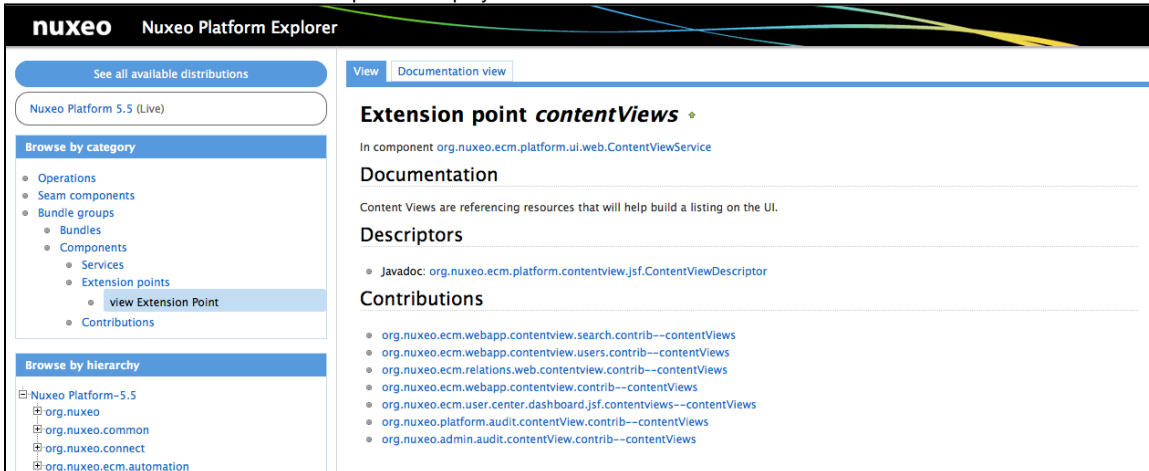 nuxeo Nuxeo Platform Explorer
See all available distributions
Nuxeo Platform 5.5 (Live)
Browse by category
Operations
Seam components
Bundle groups
Bundles
Components
Services
Extension points
view Extension Point
Contributions
Browse by hierarchy
Nuxeo Platform-5.5
org.nuxeo
org.nuxeo.common
org.nuxeo.connect
org.nuxeo.ecm.automation
View Documentation view
Extension point contentViews
In component org.nuxeo.ecm.platform.ui.web.ContentViewService
Documentation
Content Views are referencing resources that will help build a listing on the UI.
Descriptors
Javadoc: org.nuxeo.ecm.platform.contentview.jsf.ContentViewDescriptor
Contributions
org.nuxeo.ecm.webapp.contentview.search.contrib--contentViews
org.nuxeo.ecm.webapp.contentview.users.contrib--contentViews
org.nuxeo.ecm.relations.web.contentview.contrib--contentViews
org.nuxeo.ecm.webapp.contentview.contrib--contentViews
org.nuxeo.ecm.user.center.dashboard.jsf.contentviews--contentViews
org.nuxeo.platform.audit.contentView.contrib--contentViews
org.nuxeo.admin.audit.contentView.contrib--contentViews